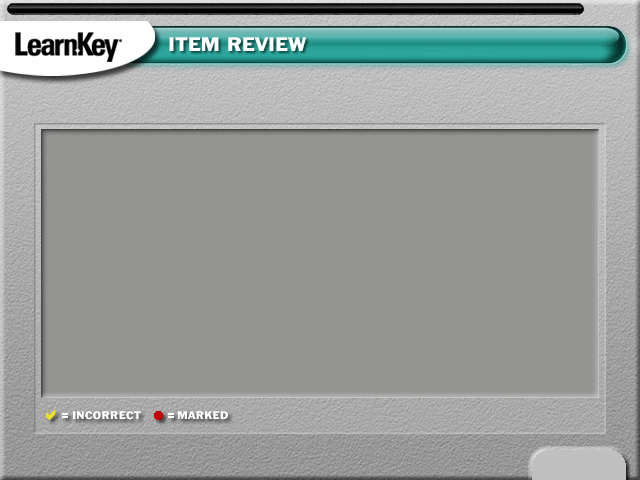 LearnKey
ITEM REVIEW
= INCORRECT = MARKED